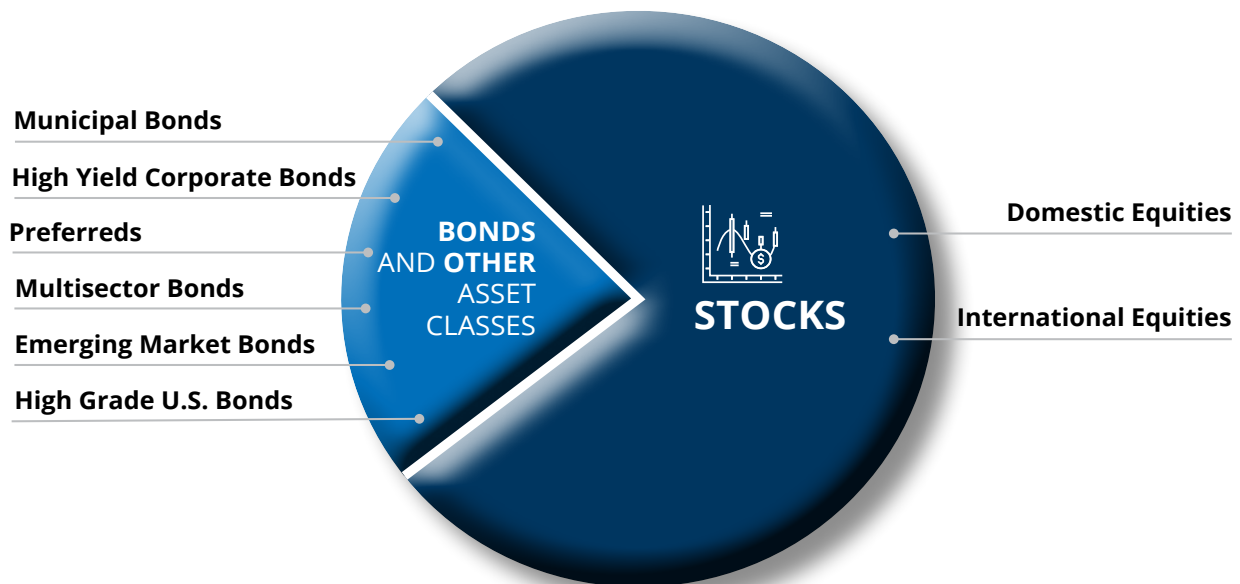 Municipal Bonds
High Yield Corporate Bonds
Preferreds
Multisector Bonds
Emerging Market Bonds
High Grade U.S. Bonds
BONDS
AND OTHER
ASSET
CLASSES
$
STOCKS
Domestic Equities
International Equities